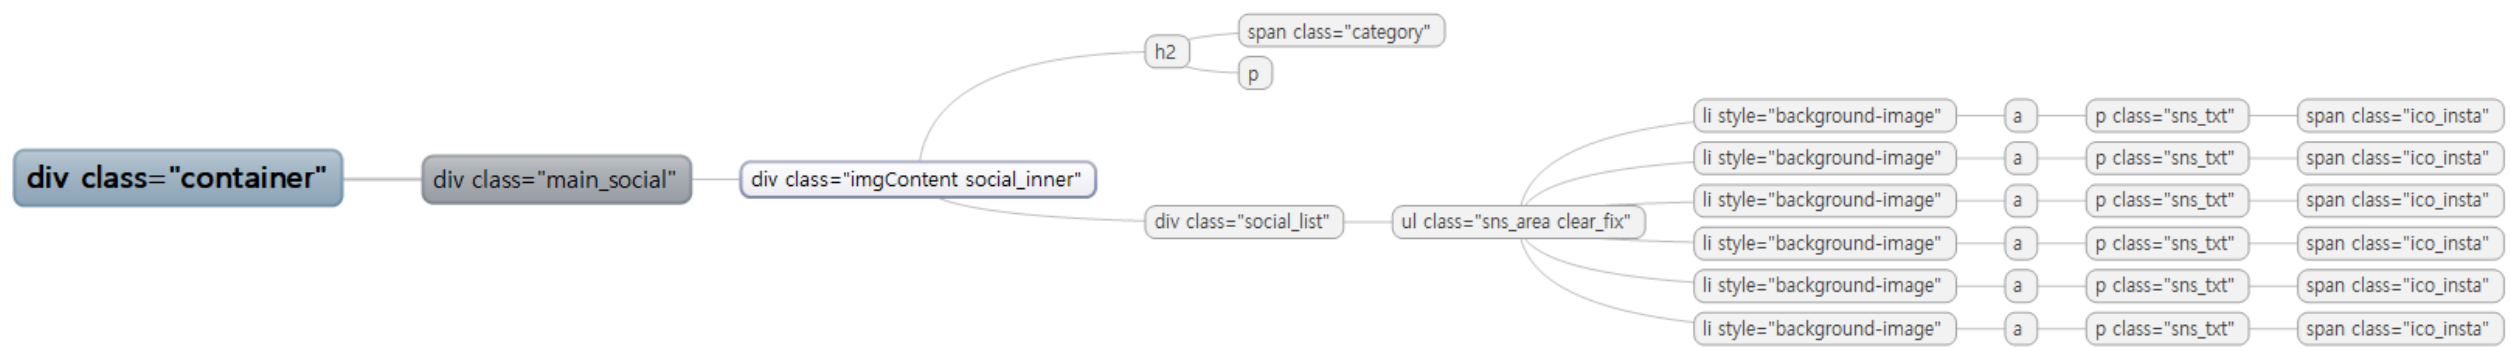 div class="container"
div class="main_social"
div class="imgContent social_inner"
h2
span class="category"
p
div class="social_list"
ul class="sns_area clear_fix"
li style="background-image"
a
p class="sns_txt"
span class="ico_insta"
li style="background-image"
a
p class="sns_txt"
span class="ico_insta"
li style="background-image"
a
p class="sns_txt"
span class="ico_insta"
li style="background-image"
a
p class="sns_txt"
span class="ico_insta"
li style="background-image"
a
p class="sns_txt"
span class="ico_insta"
li style="background-image"
a
p class="sns_txt"
span class="ico_insta"